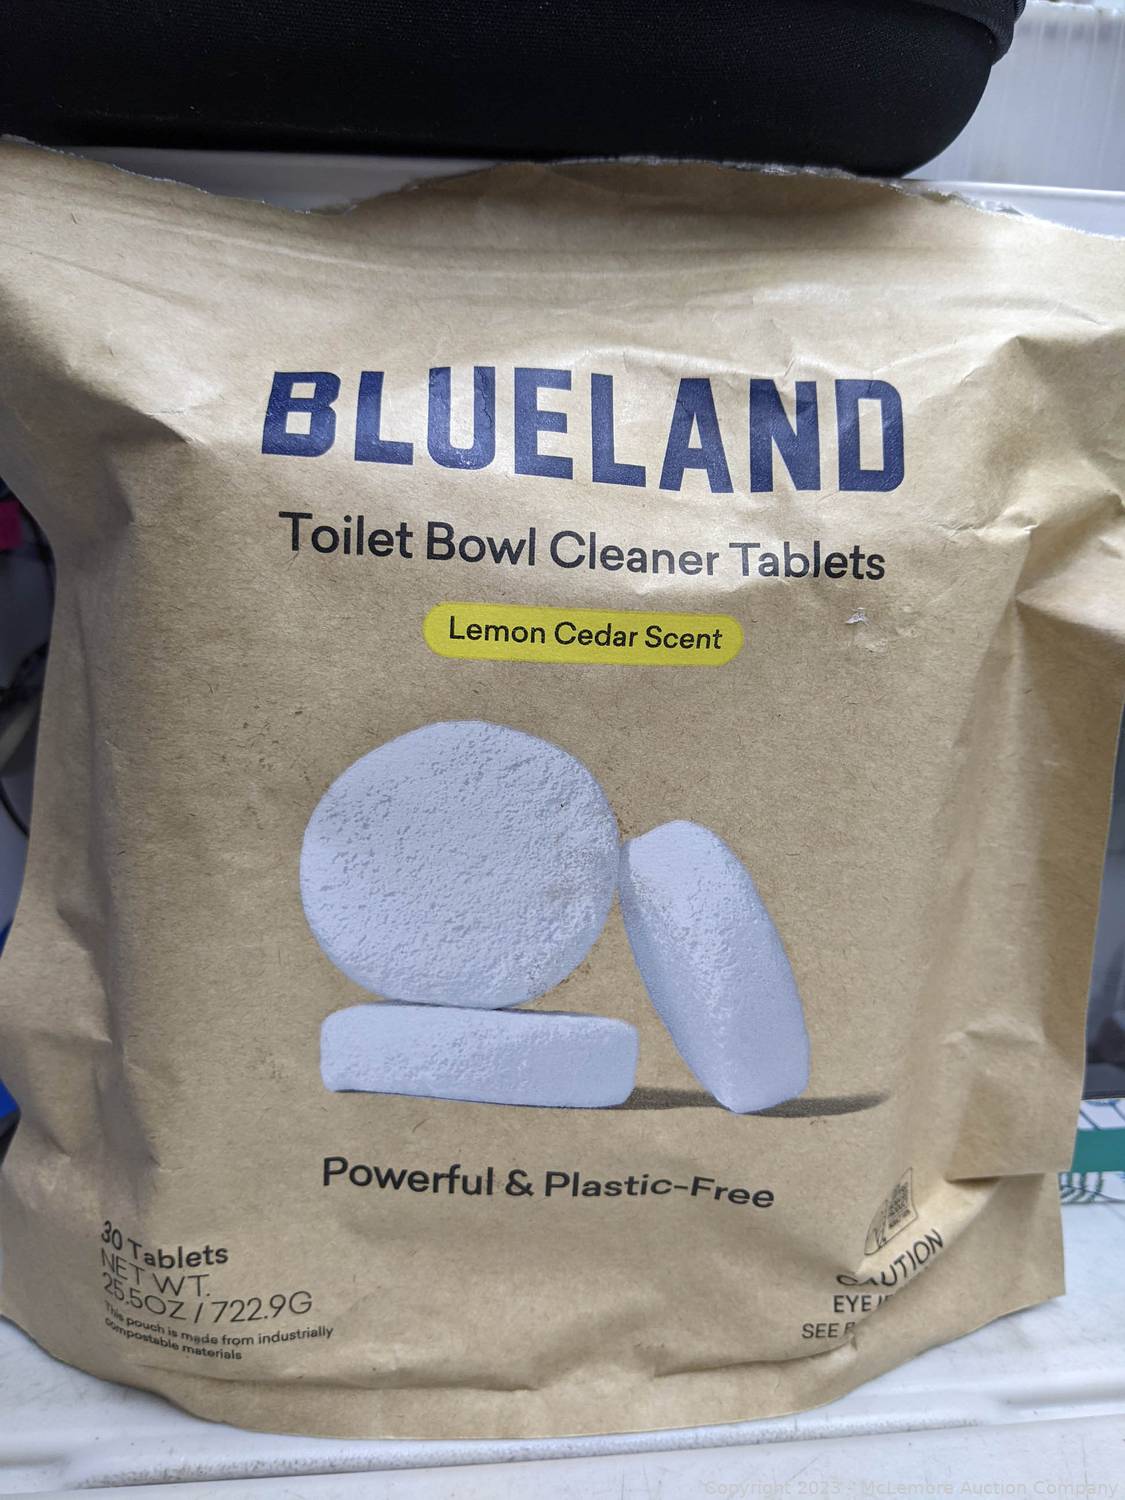 BLUELAND
Toilet Bowl Cleaner Tablets
Lemon Cedar Scent
Powerful & Plastic-Free
30 Tablets
NET WT.
25.5OZ / 722.9G
This pouch is made from industrially
compostable materials
CAUTION
EYE
SEE
Copyright 2023 - McLemore Auction Company